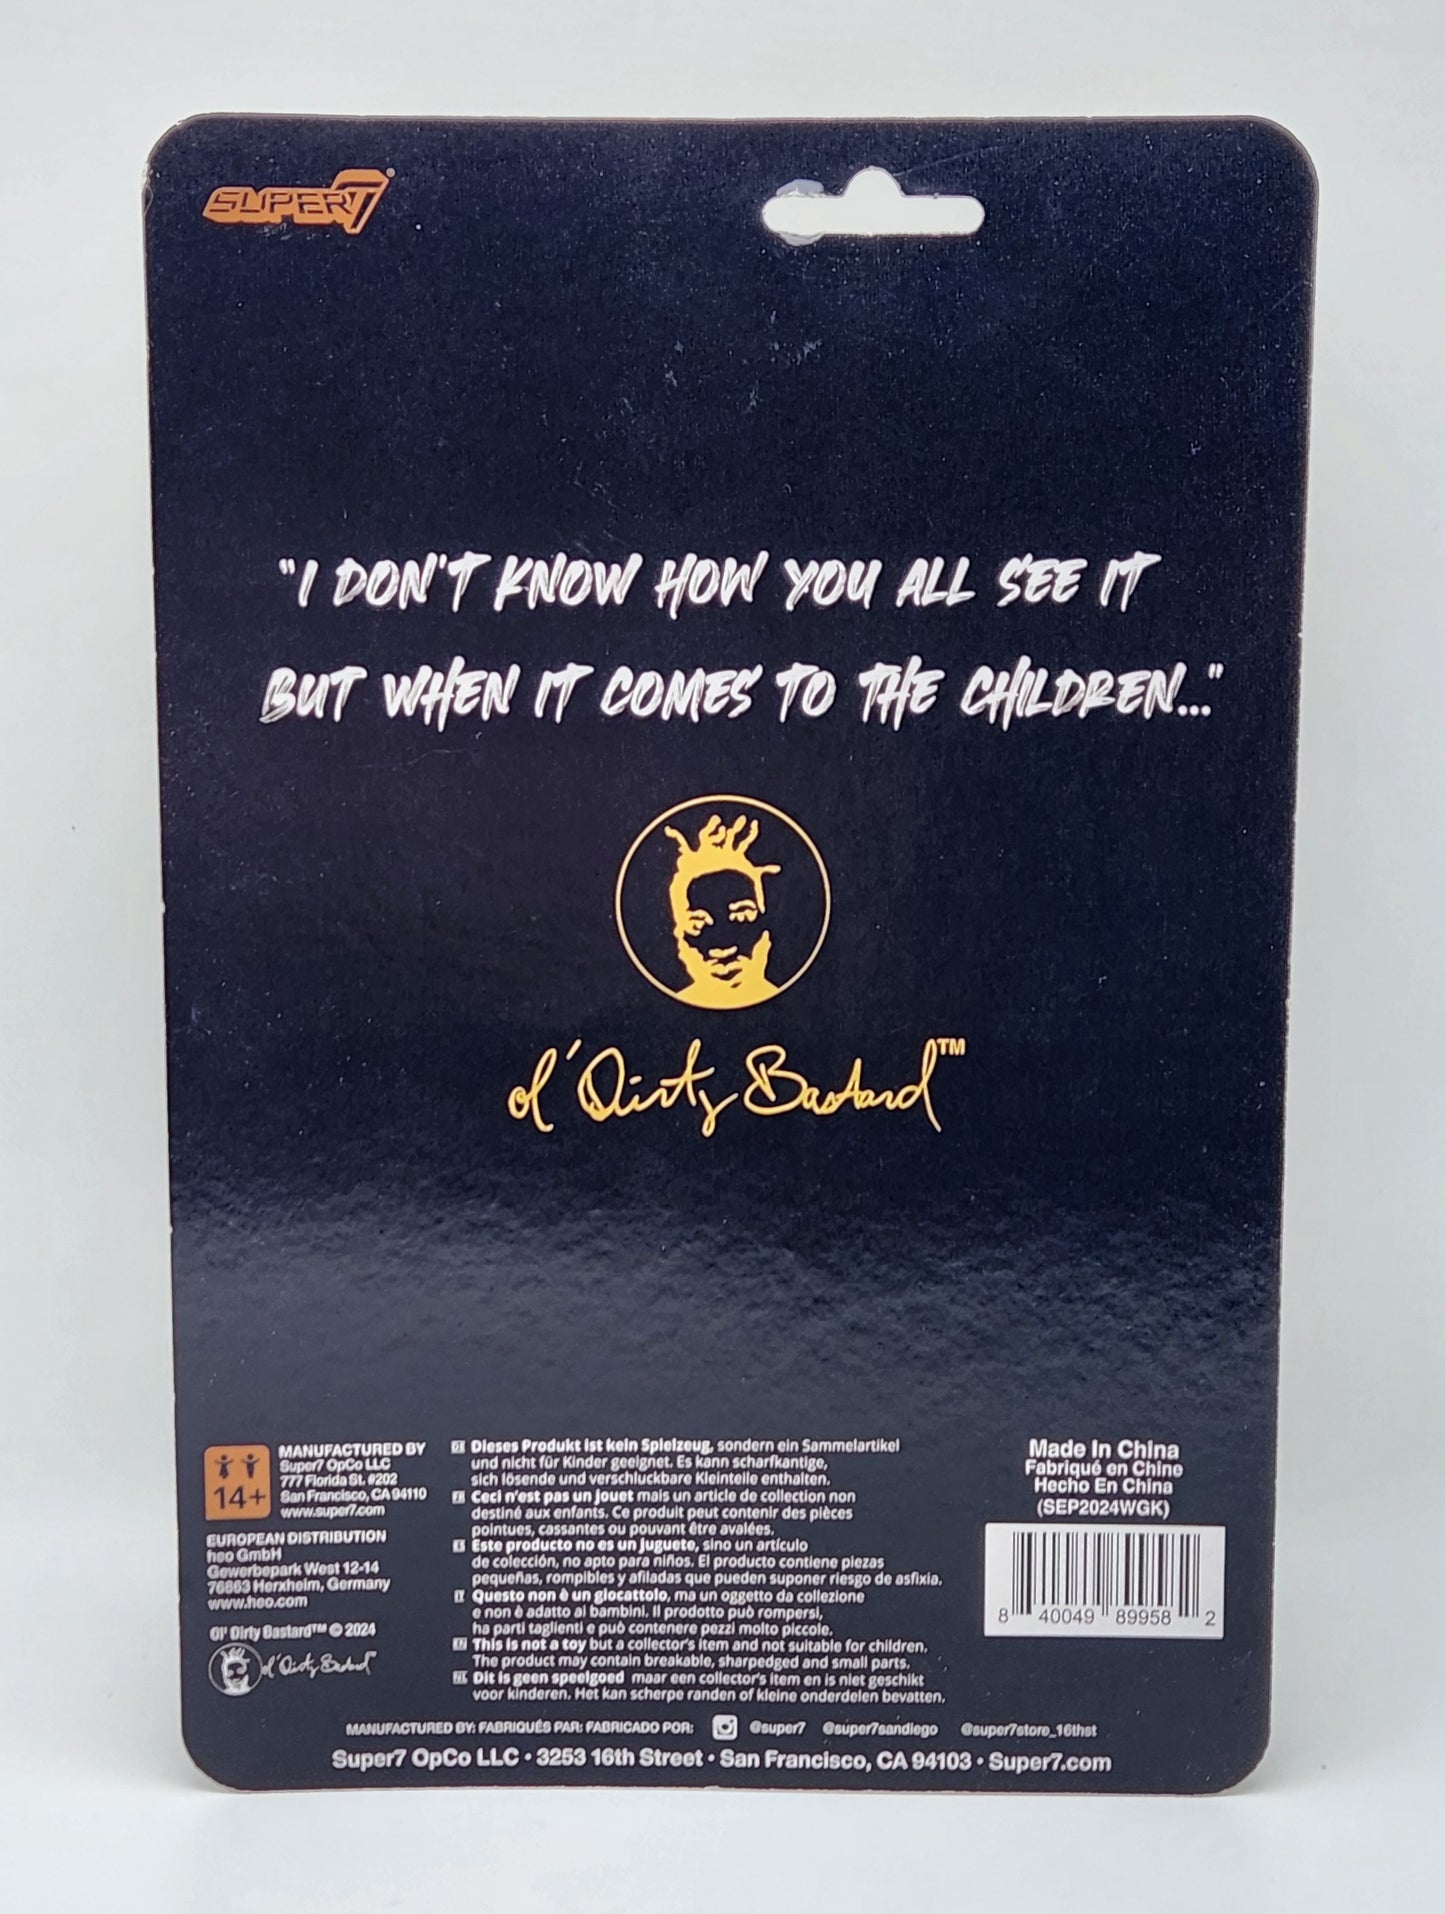 SUPER7®
"I DON'T KNOW HOW YOU ALL SEE IT
BUT WHEN IT COMES TO THE CHILDREN..."
ol' Dirty Bastard™
14+
MANUFACTURED BY
Super7 OpCo LLC
777 Florida St. #202
San Francisco, CA 94110
www.super7.com
EUROPEAN DISTRIBUTION
heo GmbH
Gewerbepark West 12-14
76863 Herxheim, Germany
www.heo.com
Ol' Dirty Bastard™ © 2024
ol' Dirty Bastard
DE Dieses Produkt ist kein Spielzeug, sondern ein Sammelartikel
und nicht für Kinder geeignet. Es kann scharfkantige,
sich lösende und verschluckbare Kleinteile enthalten.
FR Ceci n'est pas un jouet mais un article de collection non
destiné aux enfants. Ce produit peut contenir des pièces
pointues, cassantes ou pouvant être avalées.
ES Este producto no es un juguete, sino un artículo
de colección, no apto para niños. El producto contiene piezas
pequeñas, rompibles y afiladas que pueden suponer riesgo de asfixia.
IT Questo non è un giocattolo, ma un oggetto da collezione
e non è adatto ai bambini. Il prodotto può rompersi,
ha parti taglienti e può contenere pezzi molto piccole.
EN This is not a toy but a collector's item and not suitable for children.
The product may contain breakable, sharpedged and small parts.
NL Dit is geen speelgoed maar een collector's item en is niet geschikt
voor kinderen. Het kan scherpe randen of kleine onderdelen bevatten.
Made In China
Fabriqué en Chine
Hecho En China
(SEP2024WGK)
8 40049 89958 2
MANUFACTURED BY: FABRIQUÉS PAR: FABRICADO POR: @super7 @super7sandiego @super7store_16thst
Super7 OpCo LLC • 3253 16th Street • San Francisco, CA 94103 • Super7.com